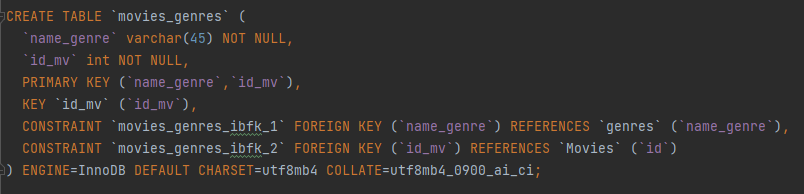 CREATE TABLE `movies_genres` (
`name_genre` varchar(45) NOT NULL,
`id_mv` int NOT NULL,
PRIMARY KEY (`name_genre`,`id_mv`),
KEY `id_mv` (`id_mv`),
CONSTRAINT `movies_genres_ibfk_1` FOREIGN KEY (`name_genre`) REFERENCES `genres` (`name_genre`),
CONSTRAINT `movies_genres_ibfk_2` FOREIGN KEY (`id_mv`) REFERENCES `Movies` (`id`)
) ENGINE=InnoDB DEFAULT CHARSET=utf8mb4 COLLATE=utf8mb4_0900_ai_ci;